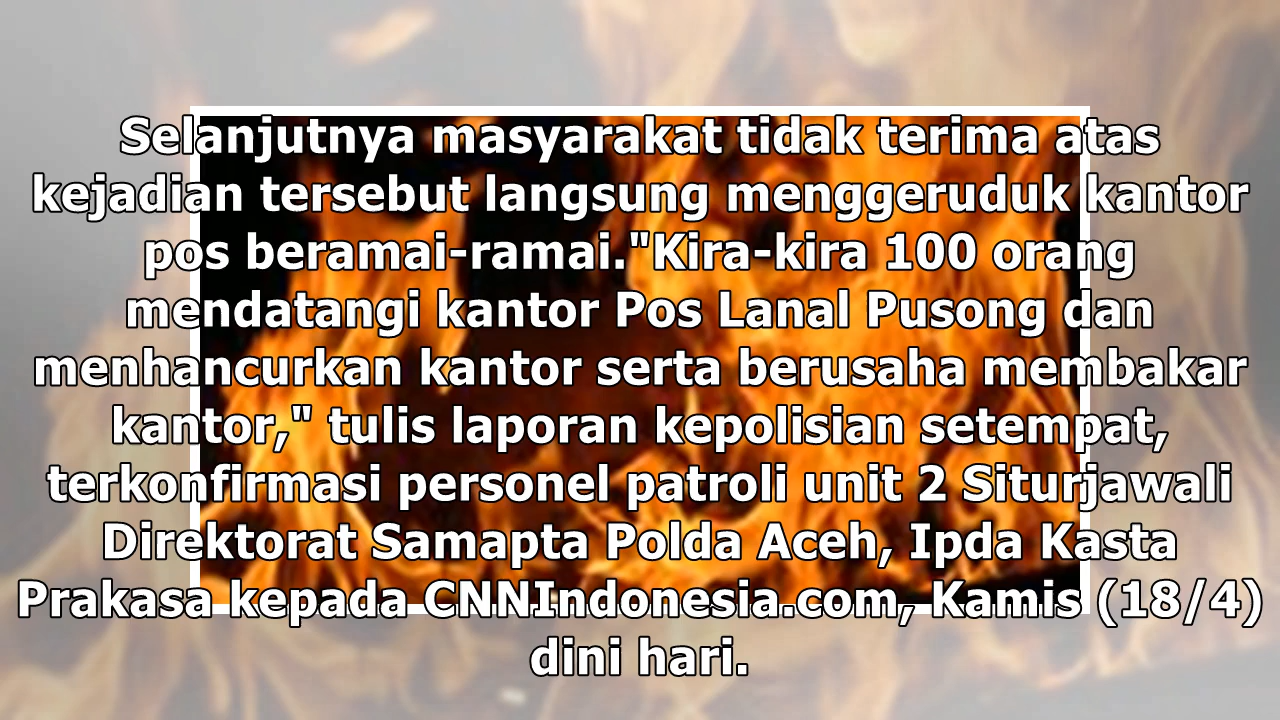 Selanjutnya masyarakat tidak terima atas
kejadian tersebut langsung menggeruduk kantor
pos beramai-ramai."Kira-kira 100 orang
mendatangi kantor Pos Lanal Pusong dan
menhancurkan kantor serta berusaha membakar
kantor," tulis laporan kepolisian setempat,
terkonfirmasi personel patroli unit 2 Siturjawali
Direktorat Samapta Polda Aceh, Ipda Kasta
Prakasa kepada CNNIndonesia.com, Kamis (18/4)
dini hari.